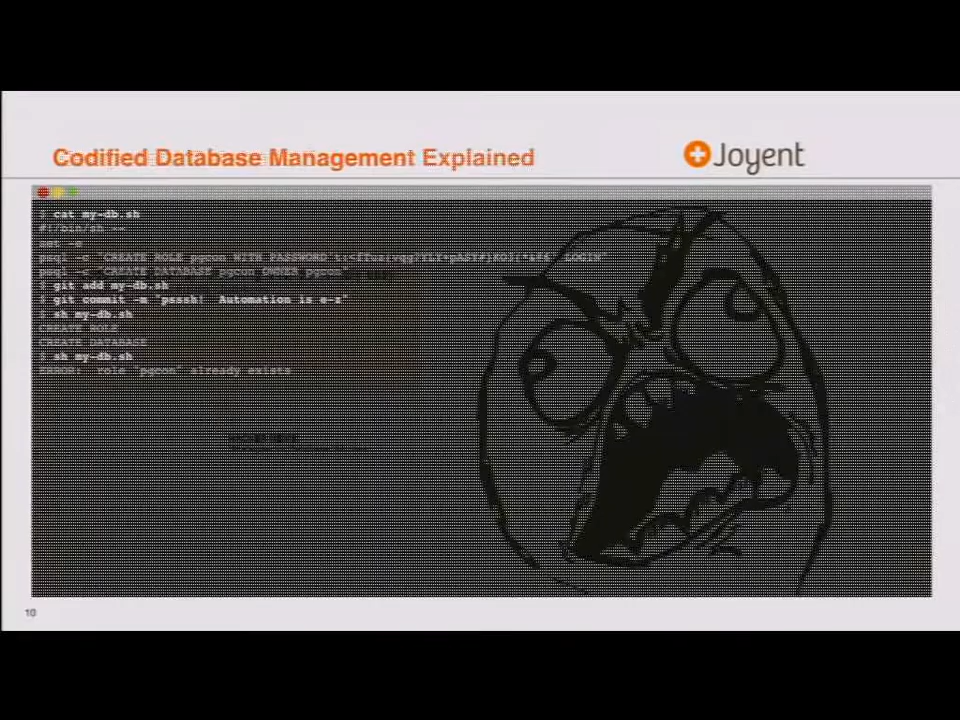 Codified Database Management Explained
Joyent
$ cat my-db.sh
#!/bin/sh --
set -e
psql -c "CREATE ROLE pgcon WITH PASSWORD LOGIN"
psql -c "CREATE DATABASE pgcon OWNER pgcon"
$ git add my-db.sh
$ git commit -m "psssh! Automation is e-z"
$ sh my-db.sh
CREATE ROLE
CREATE DATABASE
$ sh my-db.sh
ERROR: role "pgcon" already exists
10